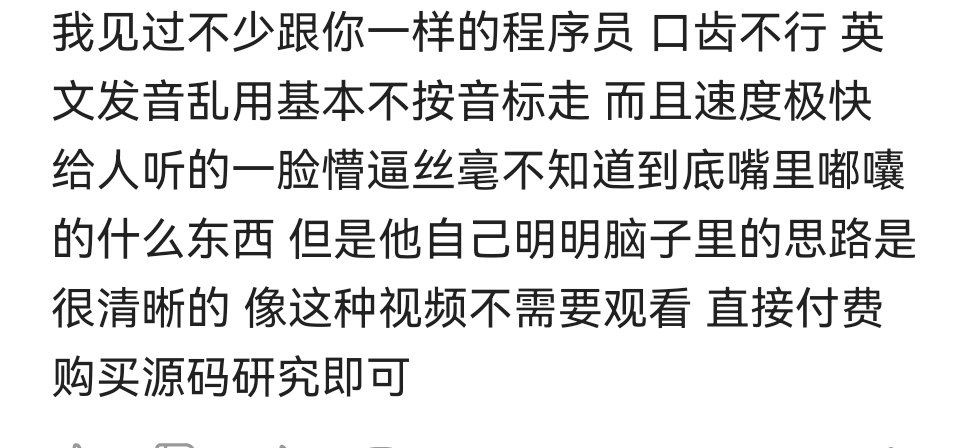 我见过不少跟你一样的程序员 口齿不行 英
文发音乱用基本不按音标走 而且速度极快
给人听的一脸懵逼丝毫不知道到底嘴里嘟囔
的什么东西 但是他自己明明脑子里的思路是
很清晰的 像这种视频不需要观看 直接付费
购买源码研究即可